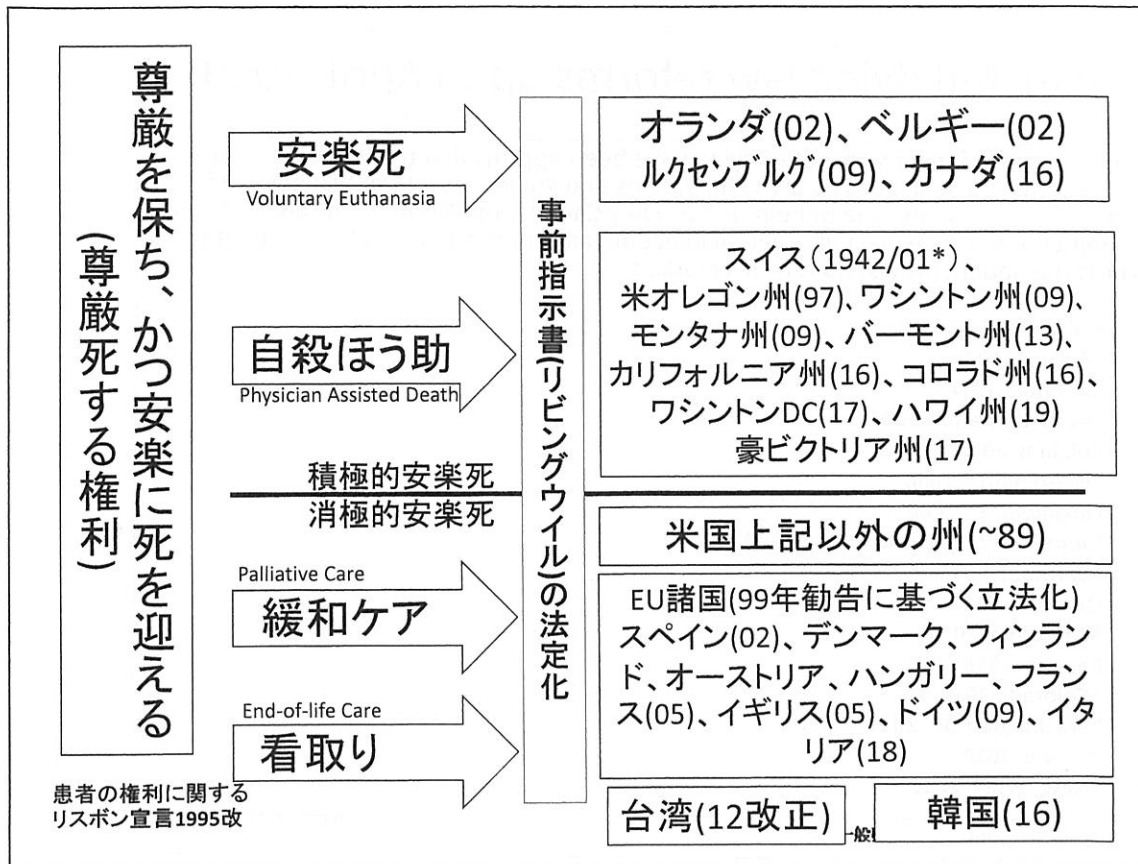 尊厳を保ち、かつ安楽に死を迎える
(尊厳死する権利)
患者の権利に関する
リスボン宣言1995改
安楽死
Voluntary Euthanasia
自殺ほう助
Physician Assisted Death
積極的安楽死
消極的安楽死
Palliative Care
緩和ケア
End-of-life Care
看取り
事前指示書(リビングウイル)の法定化
オランダ(02)、ベルギー(02)
ルクセンブルグ(09)、カナダ(16)
スイス(1942/01*)、
米オレゴン州(97)、ワシントン州(09)、
モンタナ州(09)、バーモント州(13)、
カリフォルニア州(16)、コロラド州(16)、
ワシントンDC(17)、ハワイ州(19)
豪ビクトリア州(17)
米国上記以外の州(~89)
EU諸国(99年勧告に基づく立法化)
スペイン(02)、デンマーク、フィンラン
ド、オーストリア、ハンガリー、フラン
ス(05)、イギリス(05)、ドイツ(09)、イタ
リア(18)
台湾(12改正)
一般
韓国(16)